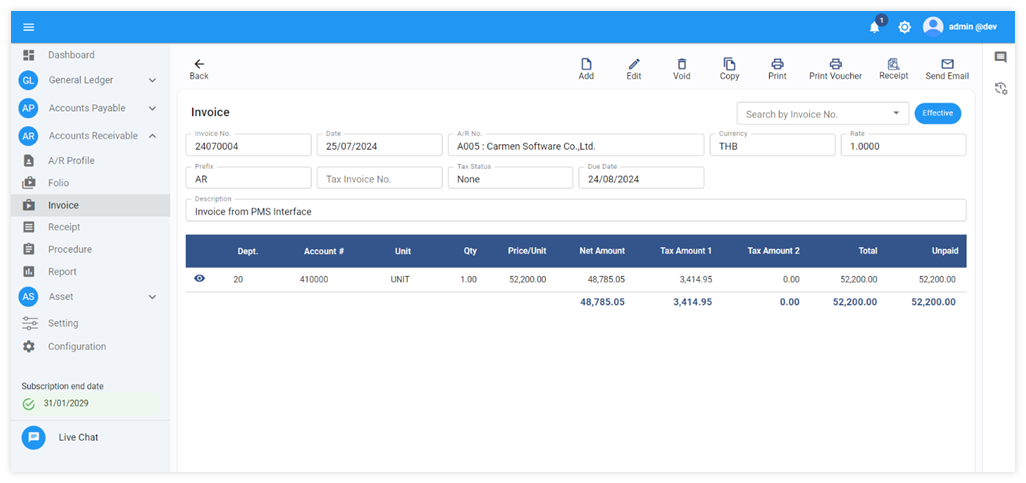 1
admin @dev
Dashboard
GL General Ledger
AP Accounts Payable
AR Accounts Receivable
A/R Profile
Folio
Invoice
Receipt
Procedure
Report
AS Asset
Setting
Configuration
Subscription end date
31/01/2029
Live Chat
Back
Add Edit Void Copy Print Print Voucher Receipt Send Email
Invoice
Search by Invoice No.
Effective
Invoice No. Date A/R No. Currency Rate
24070004 25/07/2024 A005 : Carmen Software Co.,Ltd. THB 1.0000
Prefix Tax Status Due Date
AR Tax Invoice No. None 24/08/2024
Description
Invoice from PMS Interface
Dept. Account # Unit Qty Price/Unit Net Amount Tax Amount 1 Tax Amount 2 Total Unpaid
20 410000 UNIT 1.00 52,200.00 48,785.05 3,414.95 0.00 52,200.00 52,200.00
48,785.05 3,414.95 0.00 52,200.00 52,200.00